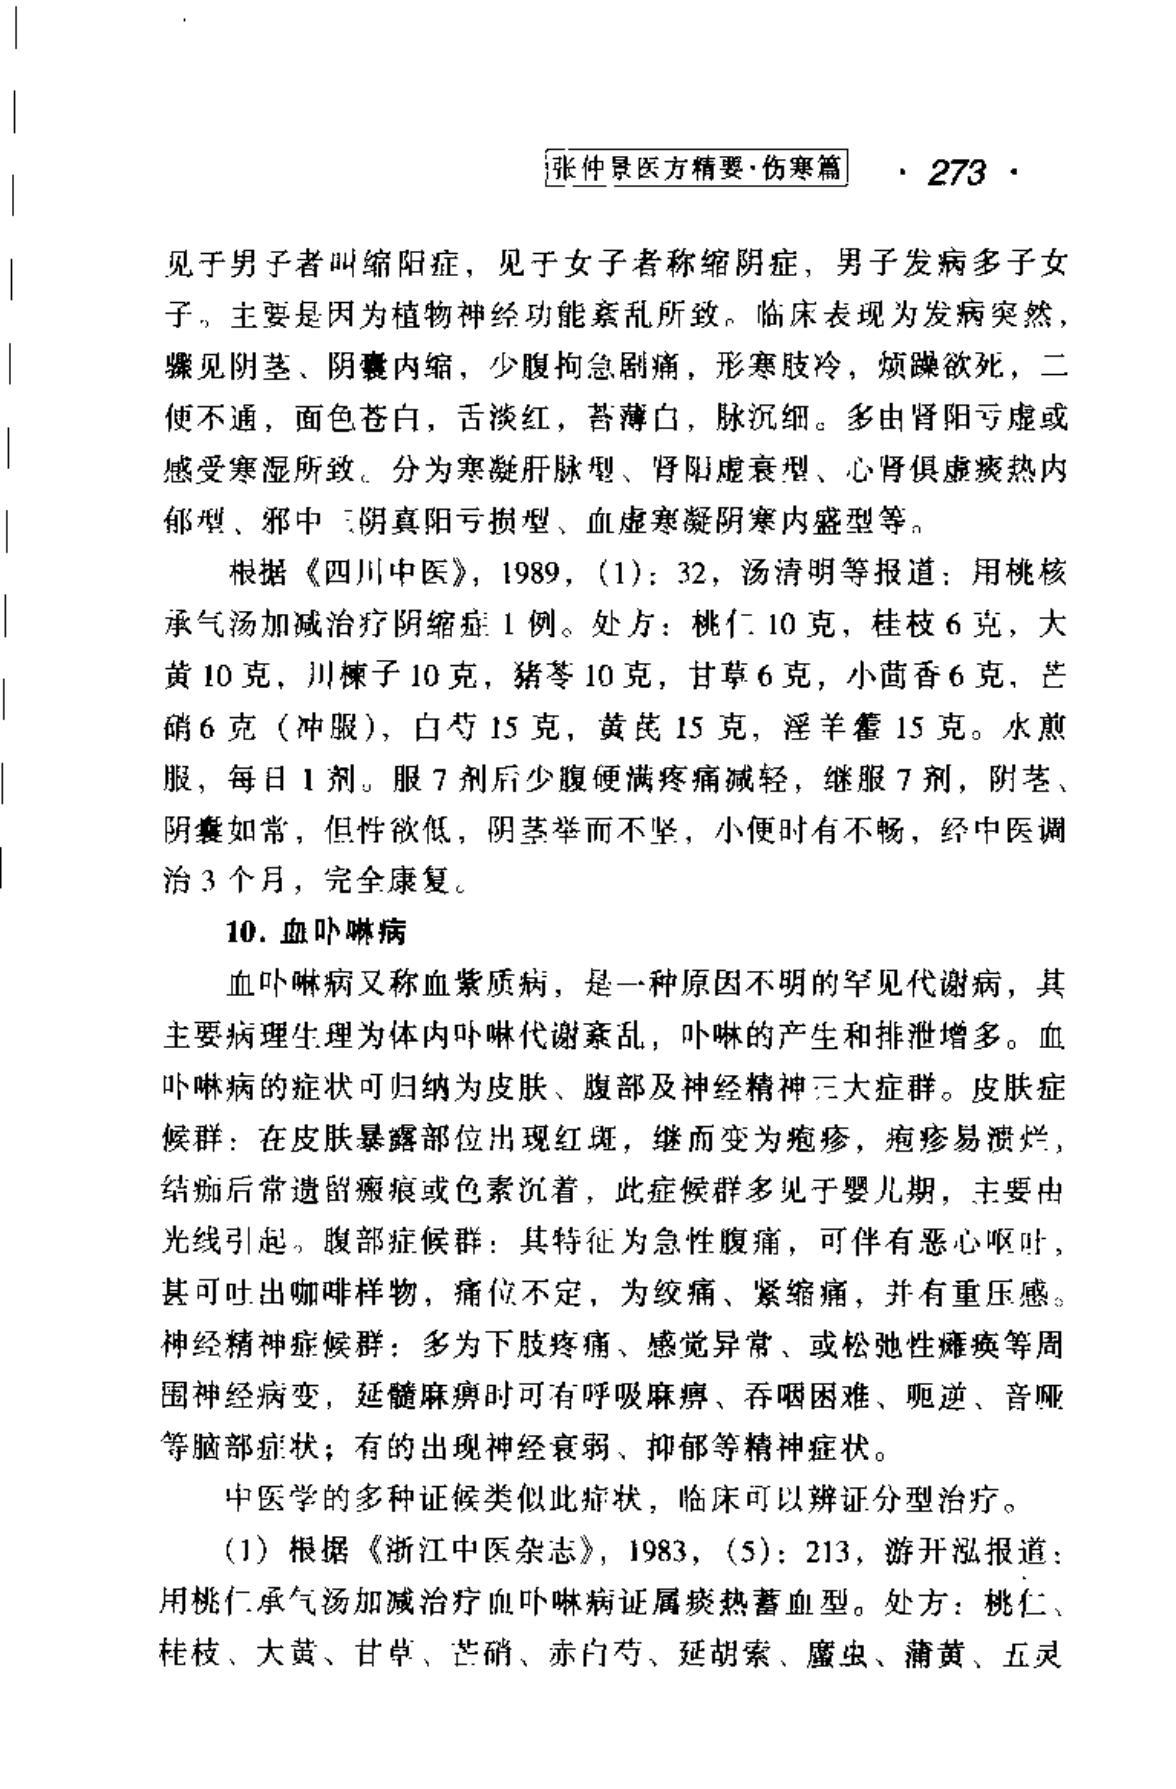 张仲景医方精要·伤寒篇 · 273 ·
见于男子者叫缩阳症，见于女子者称缩阴症，男子发病多于女
子。主要是因为植物神经功能紊乱所致。临床表现为发病突然，
骤见阴茎、阴囊内缩，少腹拘急剧痛，形寒肢冷，烦躁欲死，二
便不通，面色苍白，舌淡红，苔薄白，脉沉细。多由肾阳亏虚或
感受寒湿所致。分为寒凝肝脉型、肾阳虚衰型、心肾俱虚痰热内
郁型、邪中三阴真阳亏损型、血虚寒凝阴寒内盛型等。
根据《四川中医》，1989，（1）：32，汤清明等报道：用桃核
承气汤加减治疗阴缩症 1 例。处方：桃仁 10 克，桂枝 6 克，大
黄 10 克，川楝子 10 克，猪苓 10 克，甘草 6 克，小茴香 6 克，芒
硝 6 克（冲服），白芍 15 克，黄芪 15 克，淫羊藿 15 克。水煎
服，每日 1 剂。服 7 剂后少腹硬满疼痛减轻，继服 7 剂，阴茎、
阴囊如常，但性欲低，阴茎举而不坚，小便时有不畅，经中医调
治 3 个月，完全康复。
10. 血卟啉病
血卟啉病又称血紫质病，是一种原因不明的罕见代谢病，其
主要病理生理为体内卟啉代谢紊乱，卟啉的产生和排泄增多。血
卟啉病的症状可归纳为皮肤、腹部及神经精神三大症群。皮肤症
候群：在皮肤暴露部位出现红斑，继而变为疱疹，疱疹易溃烂，
结痂后常遗留瘢痕或色素沉着，此症候群多见于婴儿期，主要由
光线引起。腹部症候群：其特征为急性腹痛，可伴有恶心呕吐，
甚可吐出咖啡样物，痛位不定，为绞痛、紧缩痛，并有重压感。
神经精神症候群：多为下肢疼痛、感觉异常、或松弛性瘫痪等周
围神经病变，延髓麻痹时可有呼吸麻痹、吞咽困难、呃逆、音哑
等脑部症状；有的出现神经衰弱、抑郁等精神症状。
中医学的多种证候类似此症状，临床可以辨证分型治疗。
（1）根据《浙江中医杂志》，1983，（5）：213，游开泓报道：
用桃仁承气汤加减治疗血卟啉病证属痰热蓄血型。处方：桃仁、
桂枝、大黄、甘草、芒硝、赤白芍、延胡索、䗪虫、蒲黄、五灵